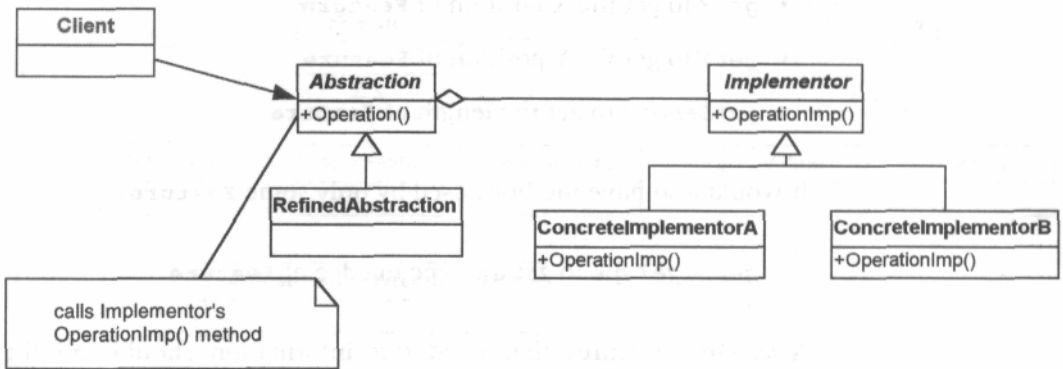 Client
Abstraction
+Operation()
Implementor
+OperationImp()
RefinedAbstraction
ConcreteImplementorA
+OperationImp()
ConcreteImplementorB
+OperationImp()
calls Implementor's
OperationImp() method